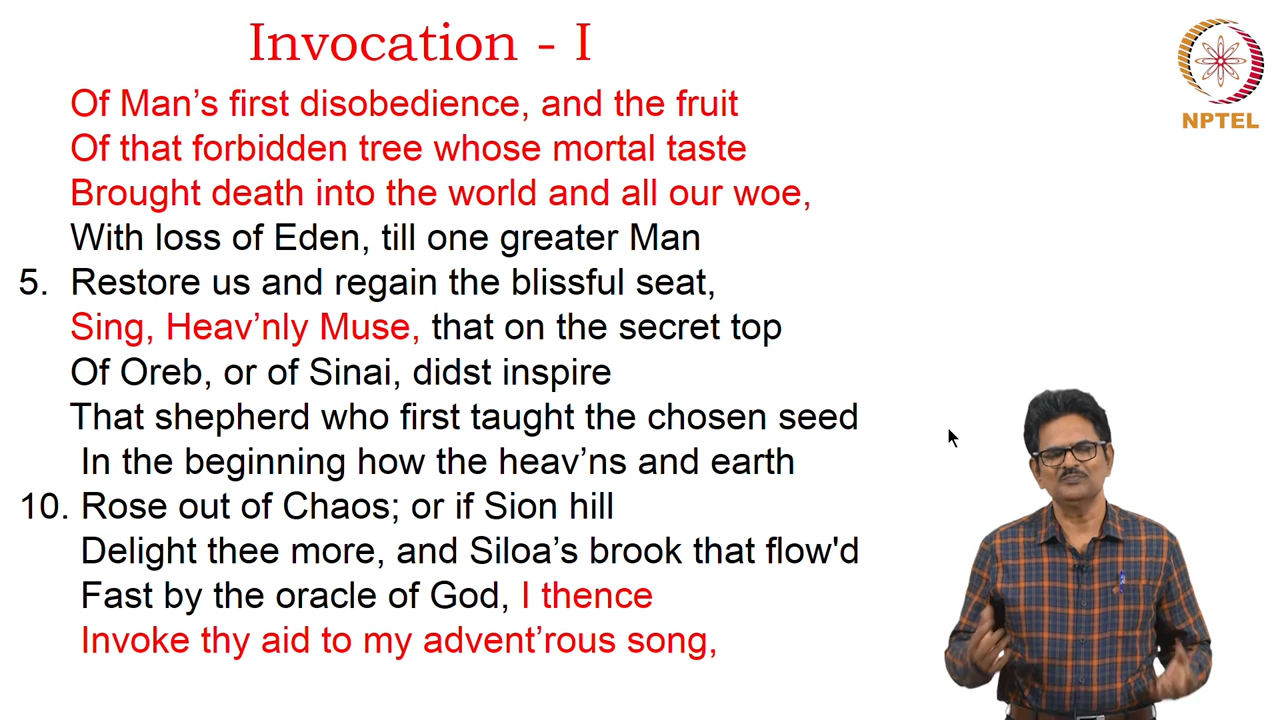 Invocation - I
NPTEL
Of Man's first disobedience, and the fruit
Of that forbidden tree whose mortal taste
Brought death into the world and all our woe,
With loss of Eden, till one greater Man
5. Restore us and regain the blissful seat,
Sing, Heav'nly Muse, that on the secret top
Of Oreb, or of Sinai, didst inspire
That shepherd who first taught the chosen seed
In the beginning how the heav'ns and earth
10. Rose out of Chaos; or if Sion hill
Delight thee more, and Siloa's brook that flow'd
Fast by the oracle of God, I thence
Invoke thy aid to my advent'rous song,